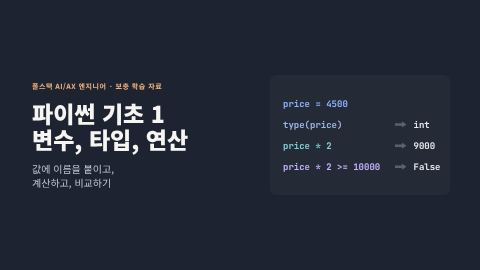 풀스택 AI/AX 엔지니어 · 보충 학습 자료
파이썬 기초 1
변수, 타입, 연산
값에 이름을 붙이고,
계산하고, 비교하기
price = 4500
type(price) → int
price * 2 → 9000
price * 2 >= 10000 → False